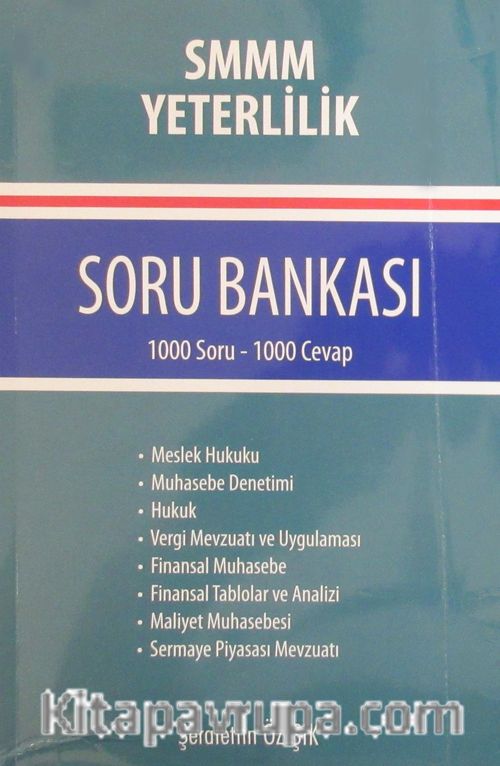 SMMM
YETERLİLİK
SORU BANKASI
1000 Soru - 1000 Cevap
• Meslek Hukuku
• Muhasebe Denetimi
• Hukuk
• Vergi Mevzuatı ve Uygulaması
• Finansal Muhasebe
• Finansal Tablolar ve Analizi
• Maliyet Muhasebesi
• Sermaye Piyasası Mevzuatı
kitapavrupa.com